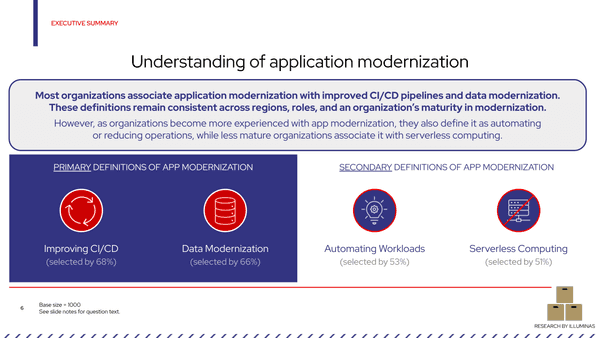 EXECUTIVE SUMMARY
Understanding of application modernization
Most organizations associate application modernization with improved CI/CD pipelines and data modernization.
These definitions remain consistent across regions, roles, and an organization's maturity in modernization.
However, as organizations become more experienced with app modernization, they also define it as automating
or reducing operations, while less mature organizations associate it with serverless computing.
PRIMARY DEFINITIONS OF APP MODERNIZATION
SECONDARY DEFINITIONS OF APP MODERNIZATION
Improving CI/CD
(selected by 68%)
Data Modernization
(selected by 66%)
Automating Workloads
(selected by 53%)
Serverless Computing
(selected by 51%)
6
Base size = 1000
See slide notes for question text.
RESEARCH BY ILLUMINAS